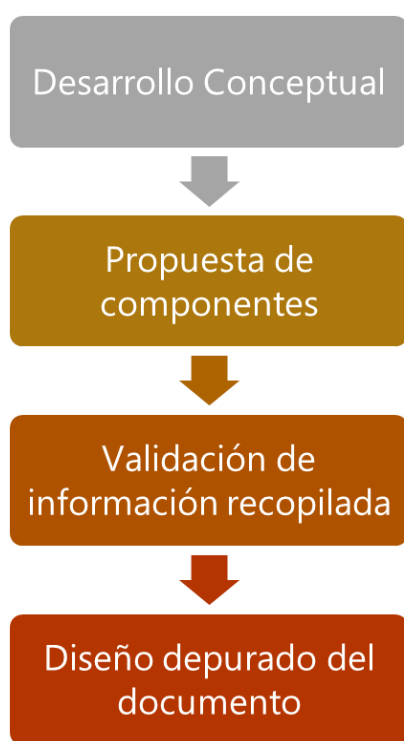 Desarrollo Conceptual
Propuesta de
componentes
Validación de
información recopilada
Diseño depurado del
documento